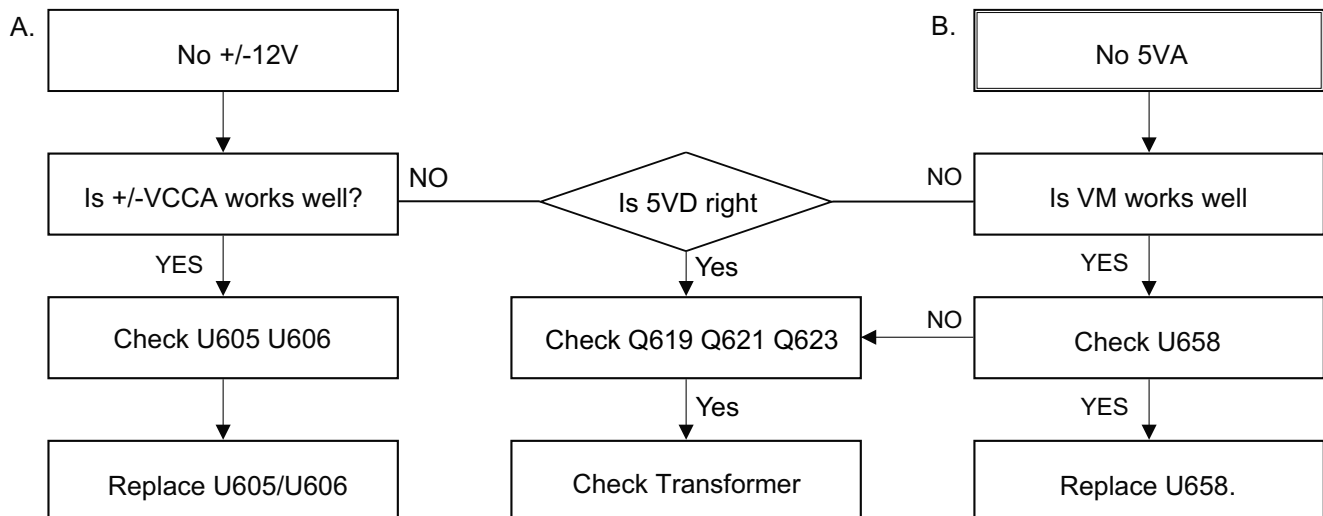 A.
No +/-12V
B.
No 5VA
Is +/-VCCA works well?
NO
Is 5VD right
NO
Is VM works well
YES
Yes
YES
Check U605 U606
Check Q619 Q621 Q623
NO
Check U658
Yes
YES
Replace U605/U606
Check Transformer
Replace U658.